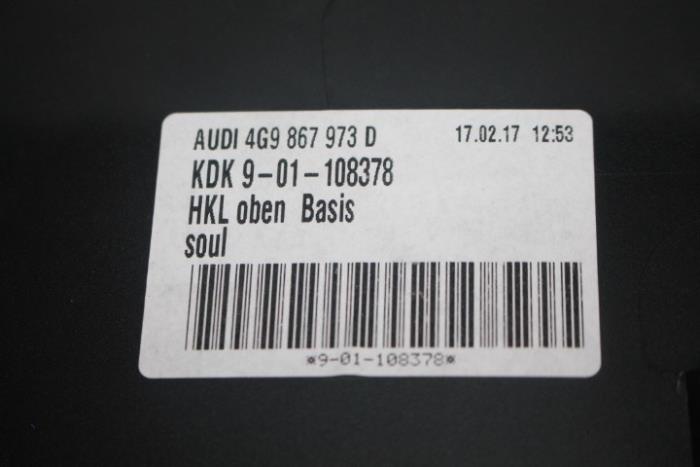 AUDI 4G9 867 973 D 17.02.17 12:53
KDK 9-01-108378
HKL oben Basis
soul
*9-01-108378*